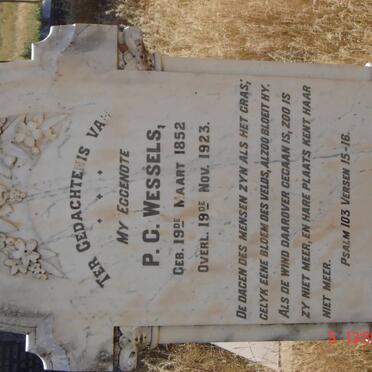 TER GEDACHTENIS VAN
MY EGGENOTE
P. C. WESSELS,
GEB. 19DE MAART 1852
OVERL. 19DE NOV. 1923.
DE DAGEN DES MENSEN ZYN ALS HET GRAS;
GELYK EENE BLOEM DES VELDS, ALZOO BLOEIT HY.
ALS DE WIND DAAROVER GEGAAN IS, ZOO IS
ZY NIET MEER, EN HARE PLAATS KENT HAAR
NIET MEER.
PSALM 103 VERSEN 15-16.